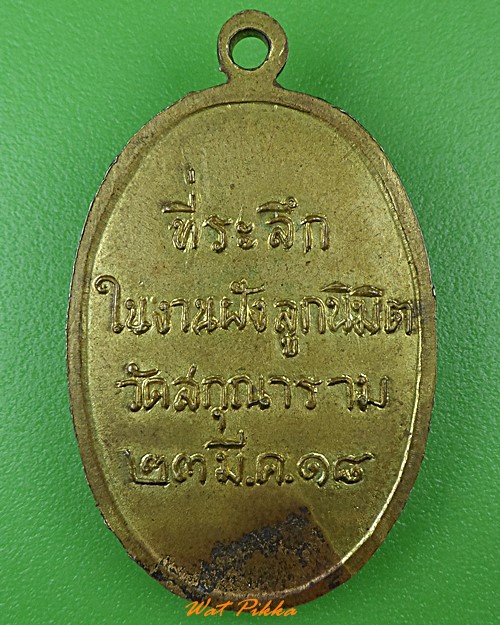 ที่ระลึก
ในงานฝังลูกนิมิต
วัดสกุณาราม
๒๓ มี.ค.๑๘
Wat Pikka